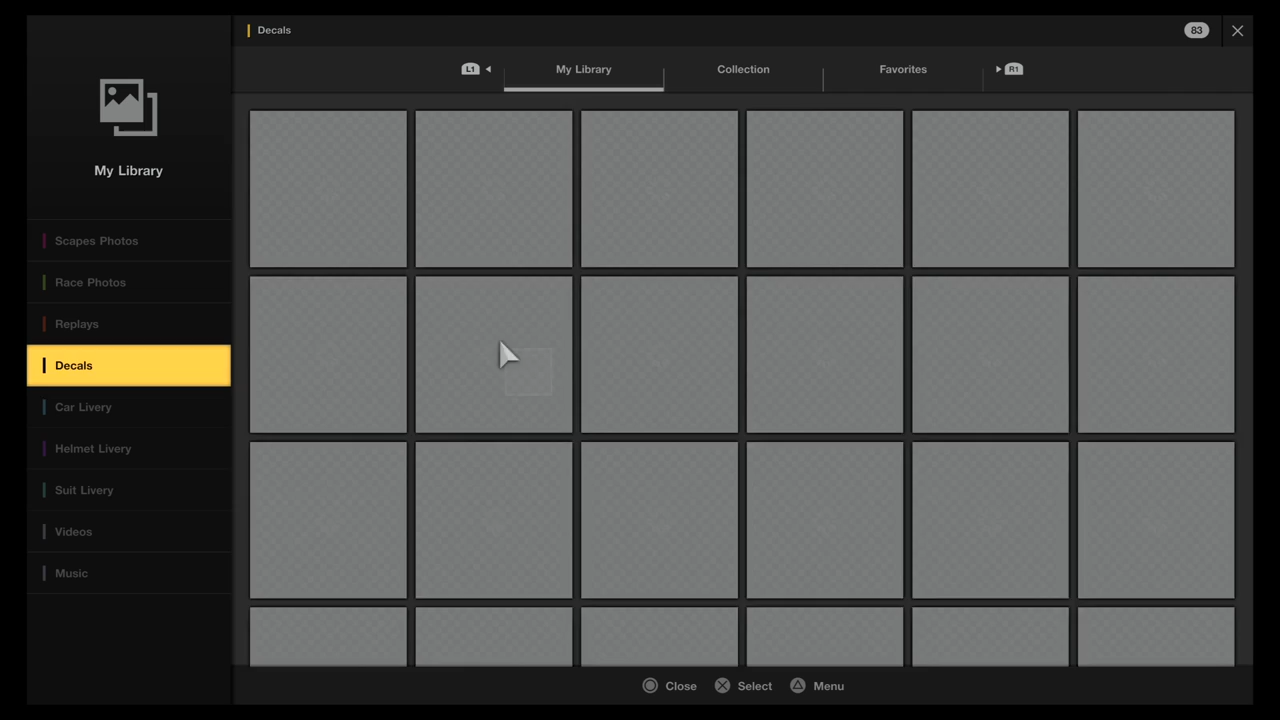 Decals
83
L1
My Library
Collection
Favorites
R1
My Library
Scapes Photos
Race Photos
Replays
Decals
Car Livery
Helmet Livery
Suit Livery
Videos
Music
Close
Select
Menu